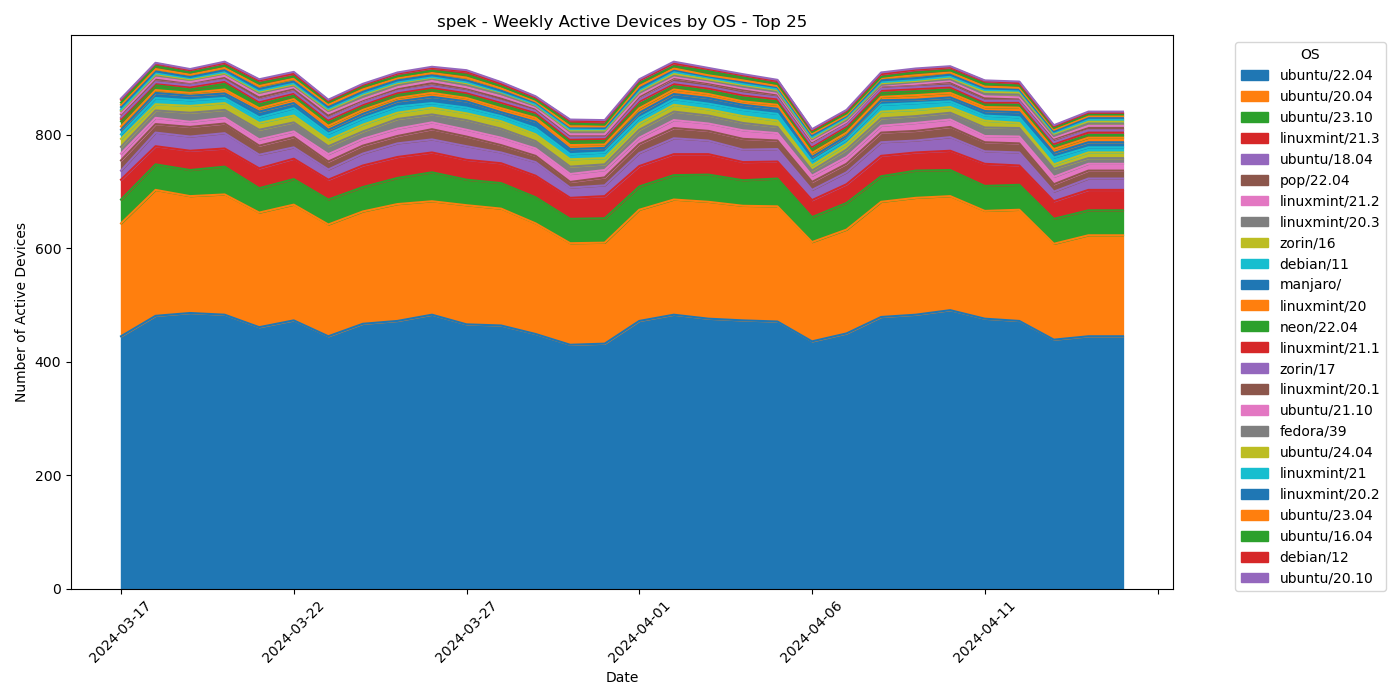 spek - Weekly Active Devices by OS - Top 25
Number of Active Devices
800
600
400
200
0
2024-03-17
2024-03-22
2024-03-27
2024-04-01
2024-04-06
2024-04-11
Date
OS
ubuntu/22.04
ubuntu/20.04
ubuntu/23.10
linuxmint/21.3
ubuntu/18.04
pop/22.04
linuxmint/21.2
linuxmint/20.3
zorin/16
debian/11
manjaro/
linuxmint/20
neon/22.04
linuxmint/21.1
zorin/17
linuxmint/20.1
ubuntu/21.10
fedora/39
ubuntu/24.04
linuxmint/21
linuxmint/20.2
ubuntu/23.04
ubuntu/16.04
debian/12
ubuntu/20.10